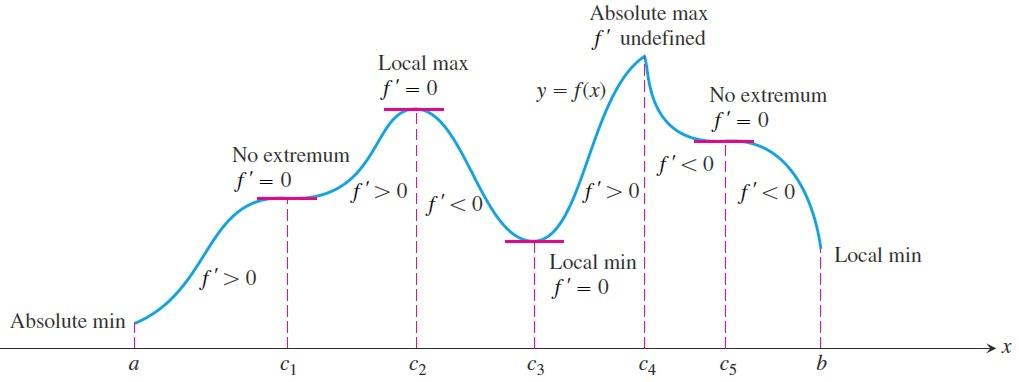 Absolute max
f' undefined
Local max
f' = 0
y = f(x)
No extremum
f' = 0
No extremum
f' = 0
f' > 0
f' < 0
f' > 0
f' < 0
f' < 0
Local min
f' = 0
Local min
f' > 0
Absolute min
x
a
c1
c2
c3
c4
c5
b